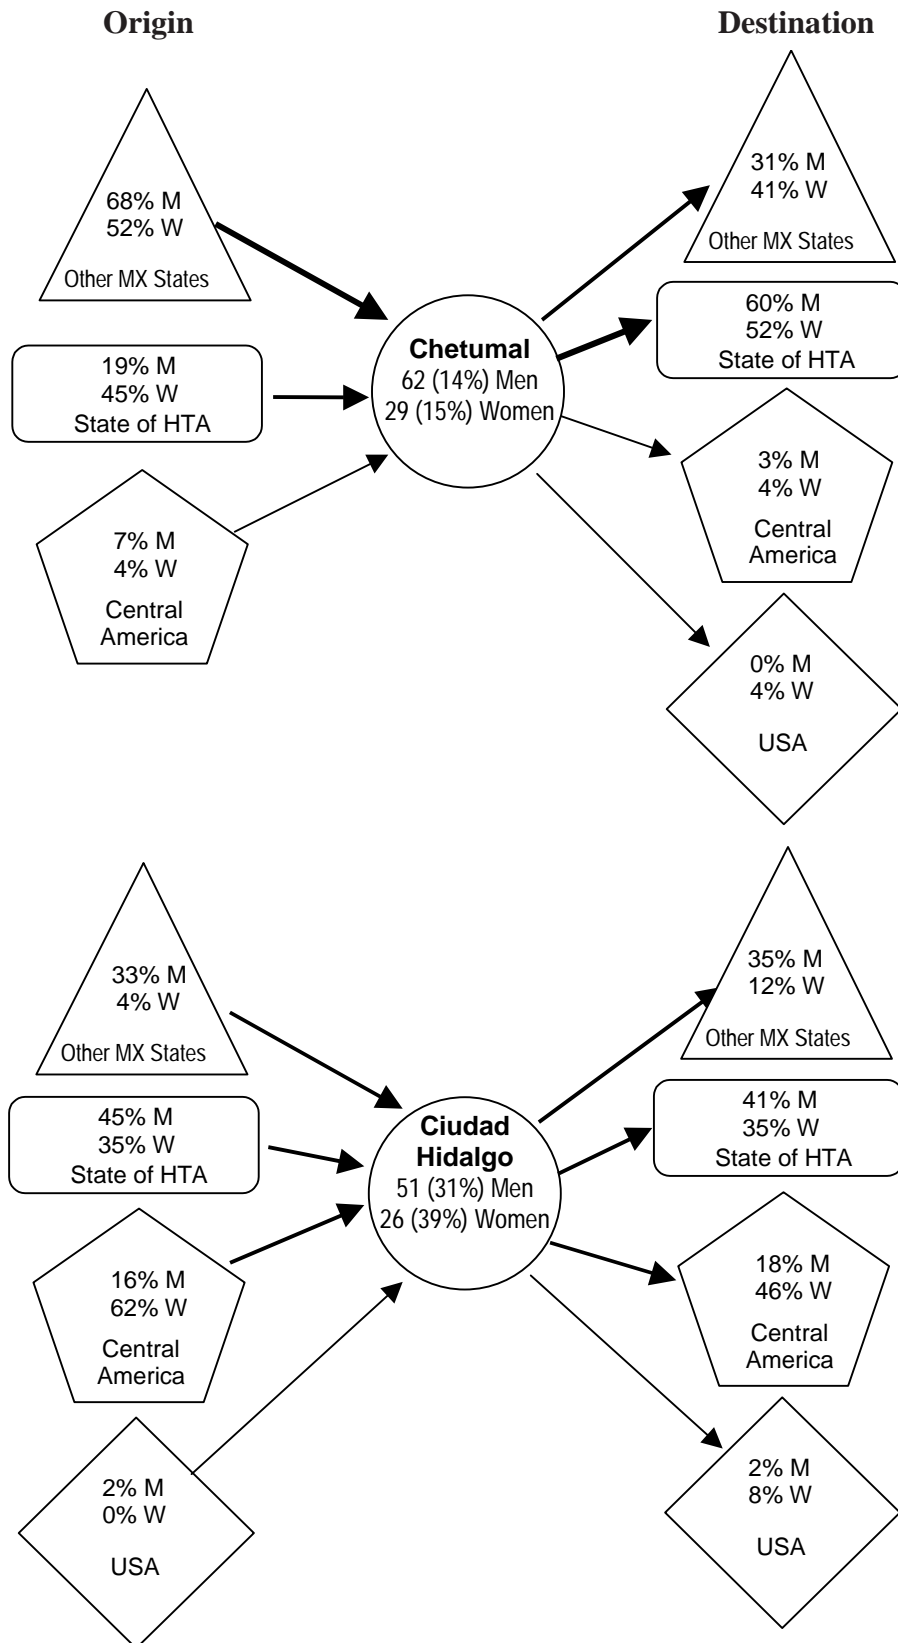 Origin
Destination
68% M
52% W
Other MX States
19% M
45% W
State of HTA
7% M
4% W
Central
America
Chetumal
62 (14%) Men
29 (15%) Women
31% M
41% W
Other MX States
60% M
52% W
State of HTA
3% M
4% W
Central
America
0% M
4% W
USA
33% M
4% W
Other MX States
45% M
35% W
State of HTA
16% M
62% W
Central
America
2% M
0% W
USA
Ciudad
Hidalgo
51 (31%) Men
26 (39%) Women
35% M
12% W
Other MX States
41% M
35% W
State of HTA
18% M
46% W
Central
America
2% M
8% W
USA